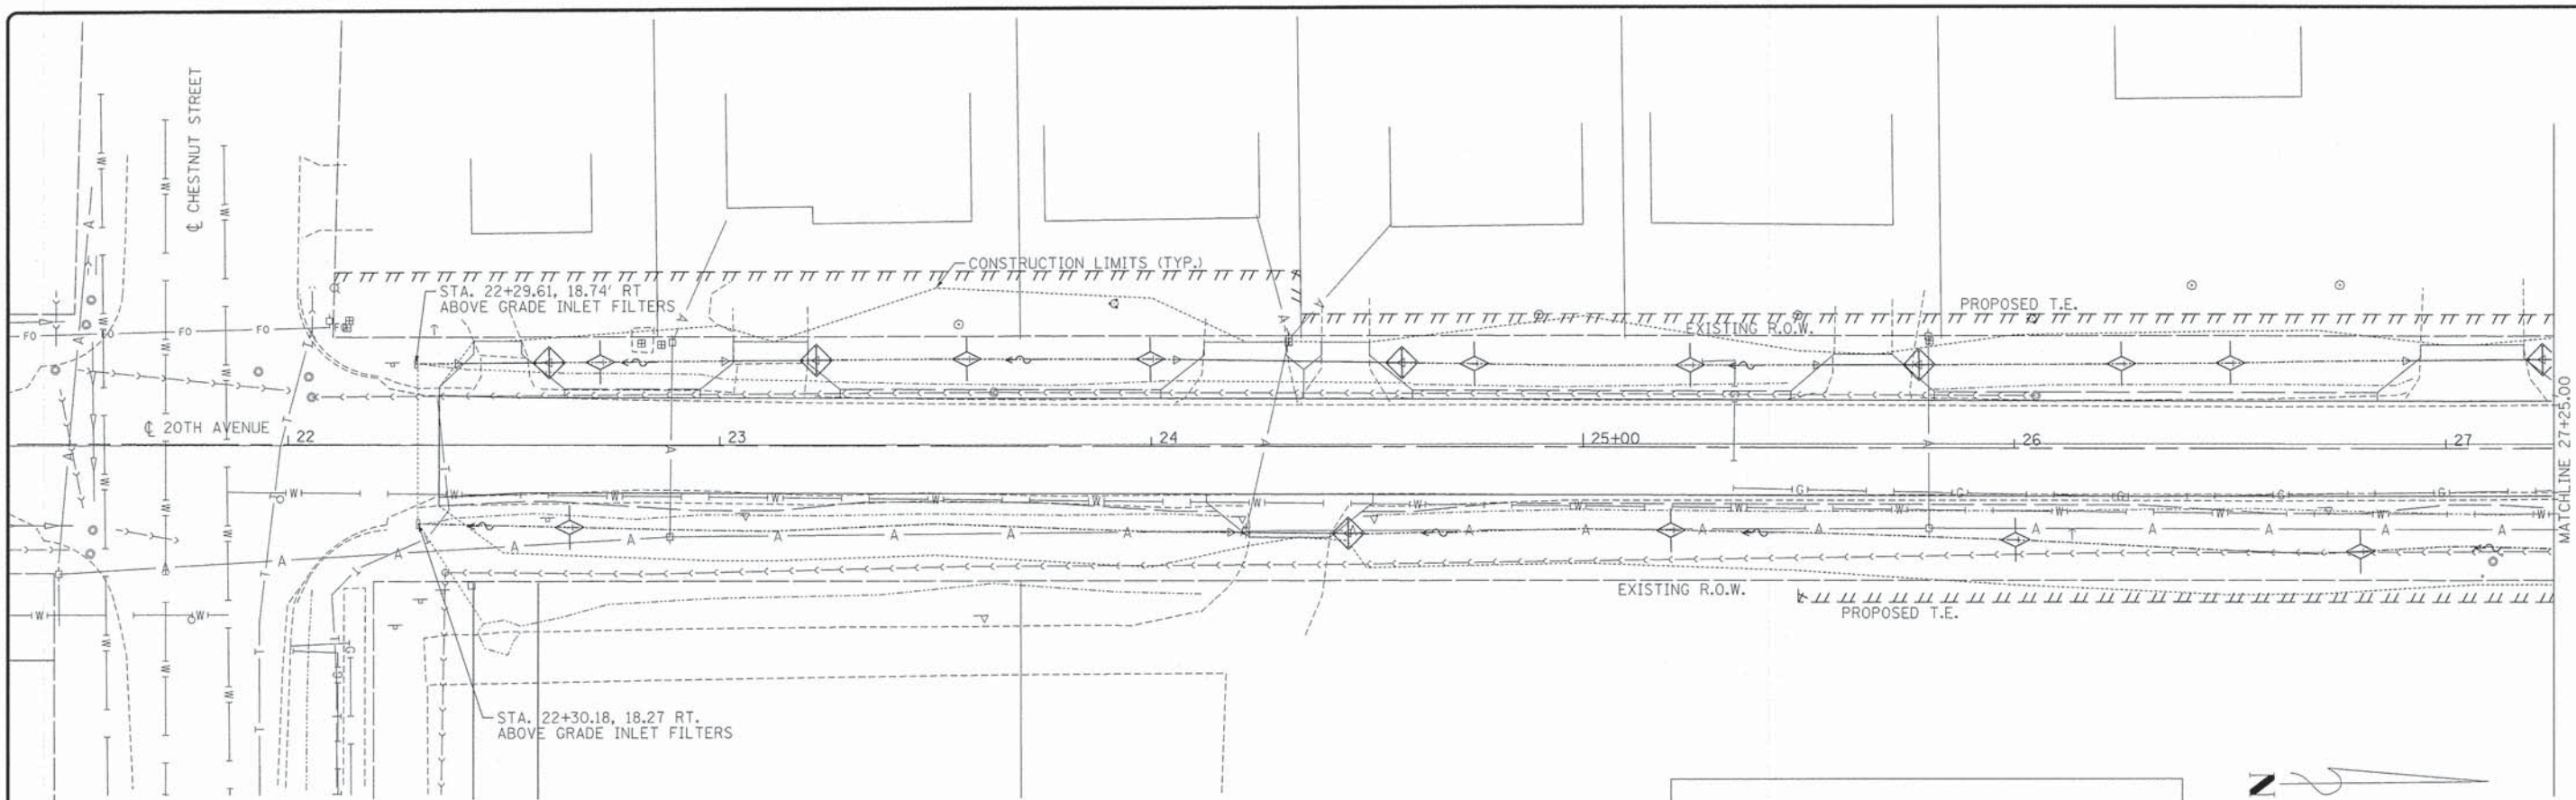 ℄ CHESTNUT STREET
CONSTRUCTION LIMITS (TYP.)
STA. 22+29.61, 18.74' RT
ABOVE GRADE INLET FILTERS
PROPOSED T.E.
EXISTING R.O.W.
FO FO FO FO FO
℄ 20TH AVENUE
22 23 24 25+00 26 27
MATCHLINE 27+25.00
EXISTING R.O.W.
PROPOSED T.E.
STA. 22+30.18, 18.27 RT.
ABOVE GRADE INLET FILTERS
N